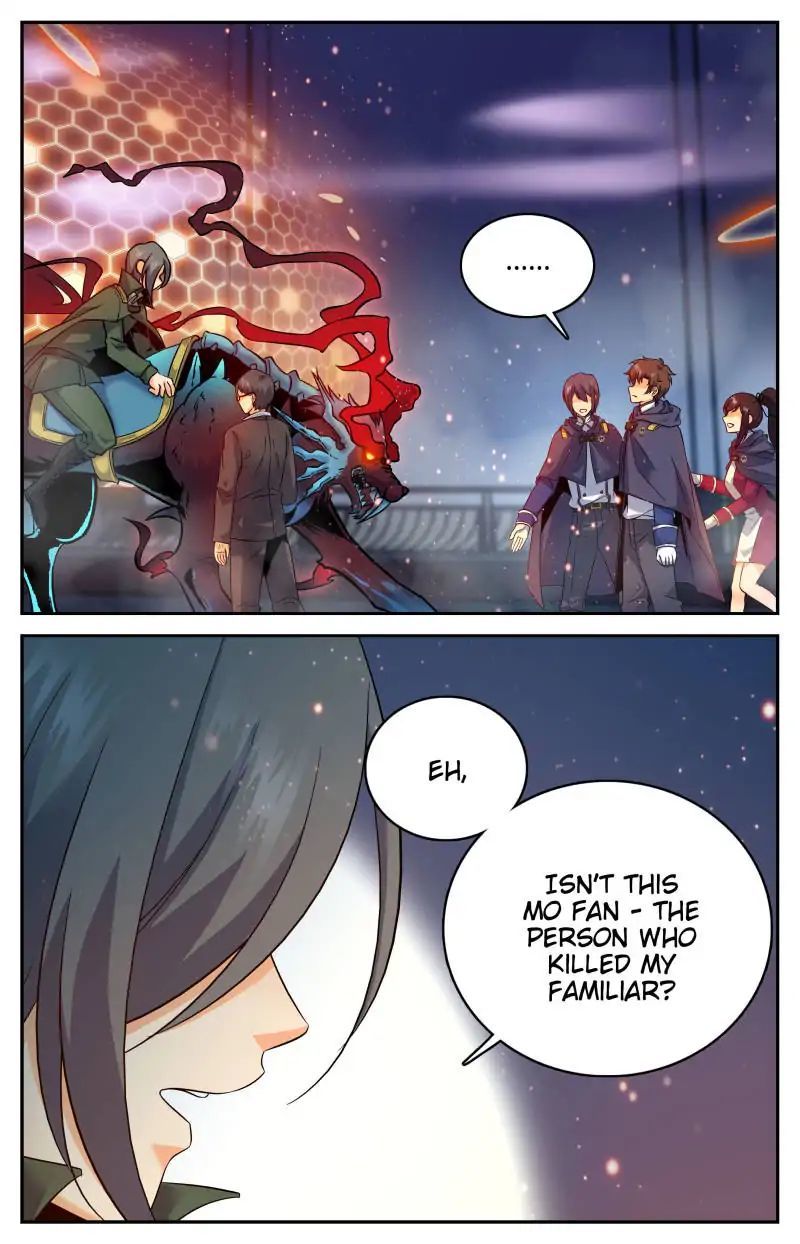 ......
EH,
ISN'T THIS
MO FAN - THE
PERSON WHO
KILLED MY
FAMILIAR?